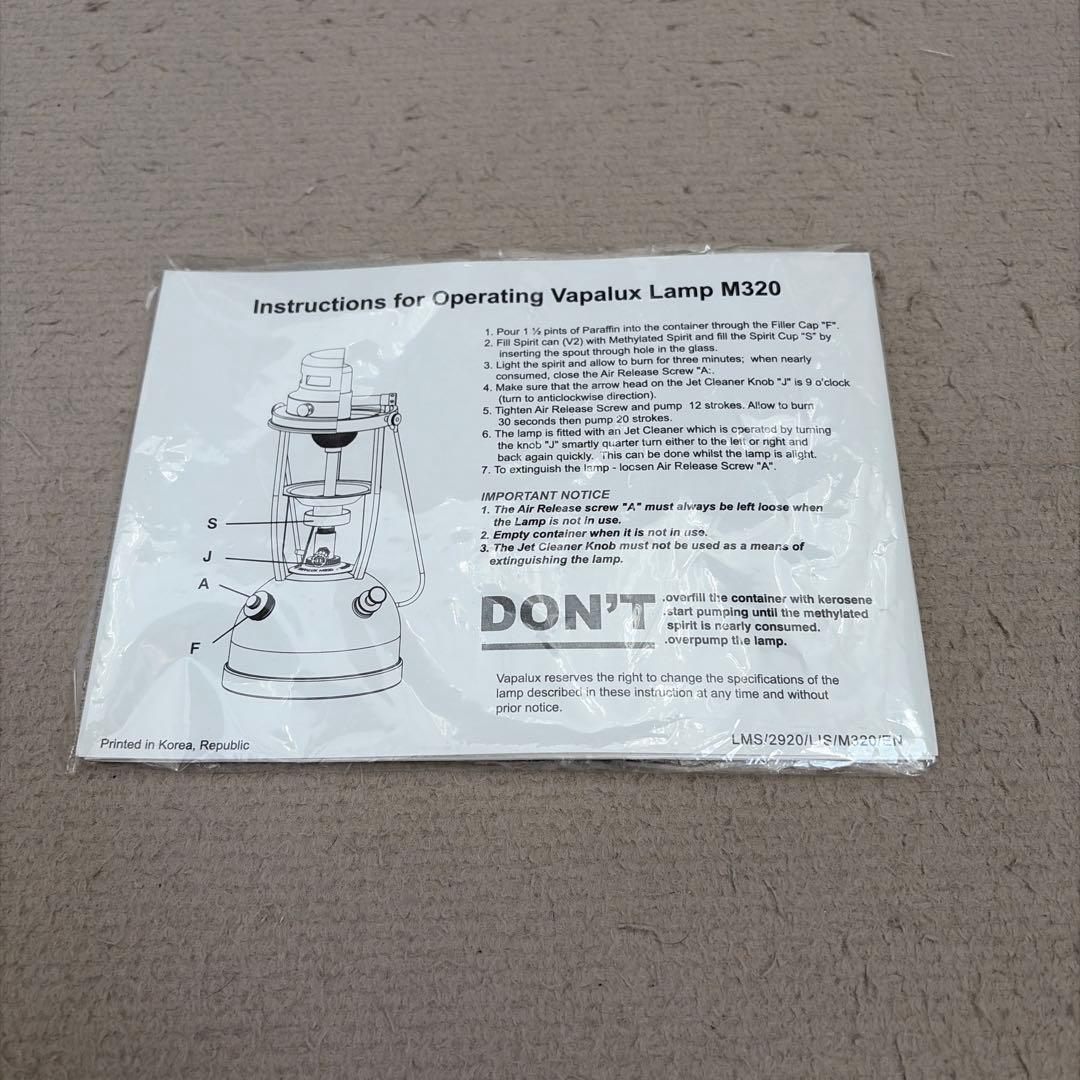 Instructions for Operating Vapalux Lamp M320
1. Pour 1 ½ pints of Paraffin into the container through the Filler Cap "F".
2. Fill Spirit can (V2) with Methylated Spirit and fill the Spirit Cup "S" by
inserting the spout through hole in the glass.
3. Light the spirit and allow to burn for three minutes; when nearly
consumed, close the Air Release Screw "A:.
4. Make sure that the arrow head on the Jet Cleaner Knob "J" is 9 o'clock
(turn to anticlockwise direction).
5. Tighten Air Release Screw and pump 12 strokes. Allow to burn
30 seconds then pump 20 strokes.
6. The lamp is fitted with an Jet Cleaner which is operated by turning
the knob "J" smartly quarter turn either to the left or right and
back again quickly. This can be done whilst the lamp is alight.
7. To extinguish the lamp - loosen Air Release Screw "A".
IMPORTANT NOTICE
1. The Air Release screw "A" must always be left loose when
the Lamp is not in use.
2. Empty container when it is not in use.
3. The Jet Cleaner Knob must not be used as a means of
extinguishing the lamp.
S
J
A
F
DON'T
.overfill the container with kerosene
.start pumping until the methylated
spirit is nearly consumed.
.overpump the lamp.
Vapalux reserves the right to change the specifications of the
lamp described in these instruction at any time and without
prior notice.
Printed in Korea, Republic
LMS/2920/LIS/M320/EN